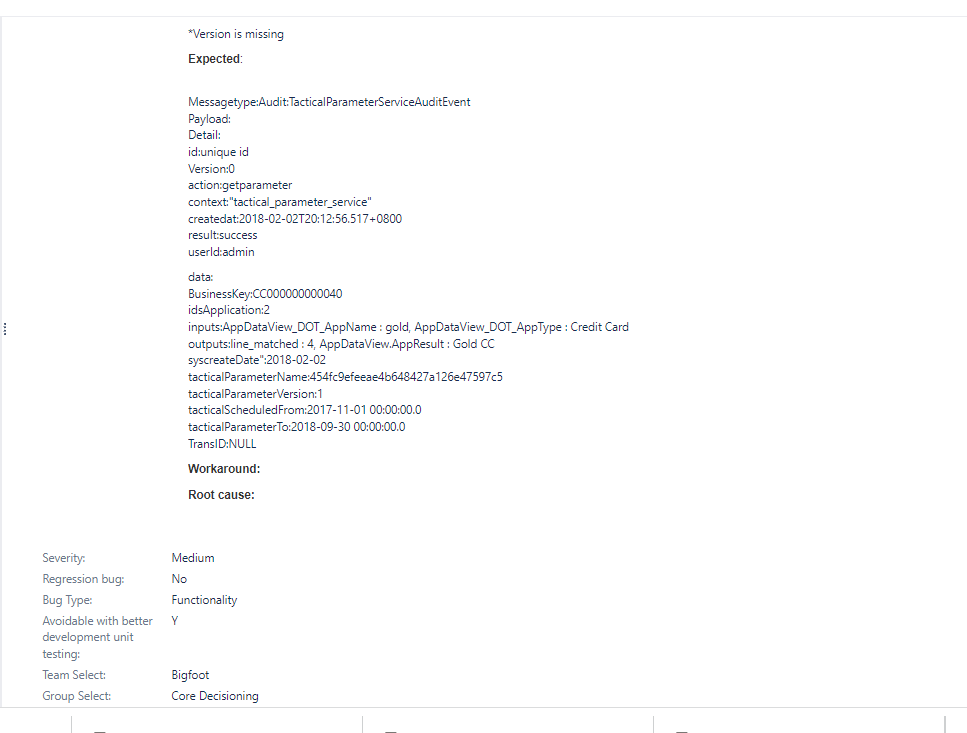 *Version is missing
Expected:
Messagetype:Audit:TacticalParameterServiceAuditEvent
Payload:
Detail:
id:unique id
Version:0
action:getparameter
context:"tactical_parameter_service"
createdat:2018-02-02T20:12:56.517+0800
result:success
userId:admin
data:
BusinessKey:CC000000000040
idsApplication:2
inputs:AppDataView_DOT_AppName : gold, AppDataView_DOT_AppType : Credit Card
outputs:line_matched : 4, AppDataView.AppResult : Gold CC
syscreateDate":2018-02-02
tacticalParameterName:454fc9efeeae4b648427a126e47597c5
tacticalParameterVersion:1
tacticalScheduledFrom:2017-11-01 00:00:00.0
tacticalParameterTo:2018-09-30 00:00:00.0
TransID:NULL
Workaround:
Root cause:
Severity: Medium
Regression bug: No
Bug Type: Functionality
Avoidable with better Y
development unit
testing:
Team Select: Bigfoot
Group Select: Core Decisioning